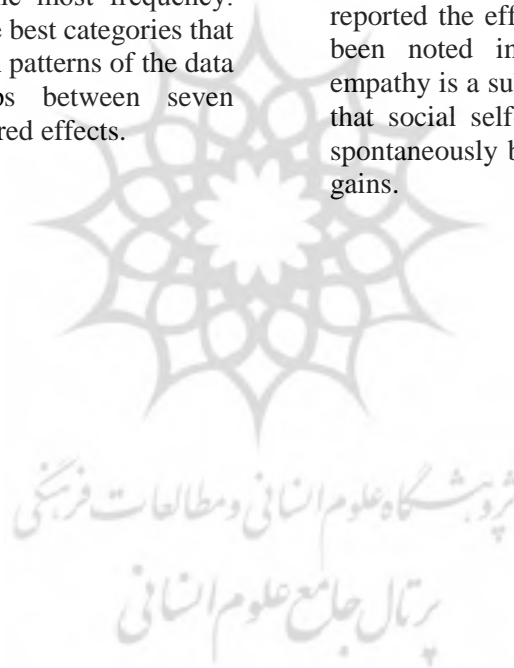 he most frequency.
e best categories that
n patterns of the data
ps between seven
red effects.
reported the eff
been noted in
empathy is a su
that social self
spontaneously b
gains.
پژوهشگاه علوم انسانی و مطالعات فرهنگی
پرتال جامع علوم انسانی